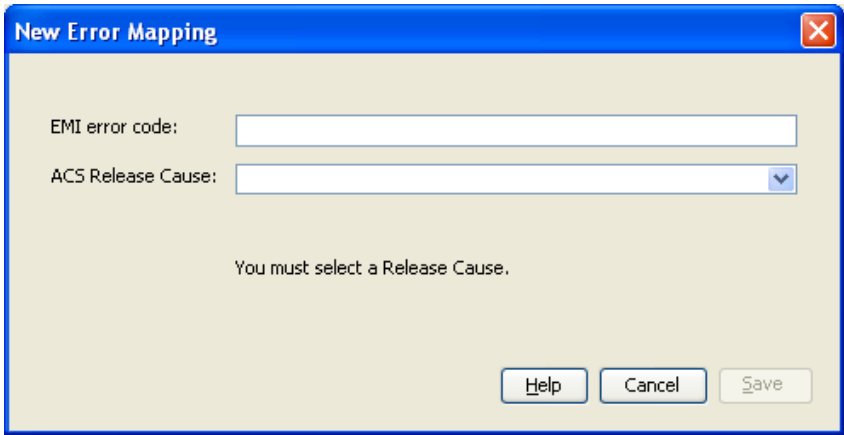 New Error Mapping
EMI error code:
ACS Release Cause:
You must select a Release Cause.
Help Cancel Save